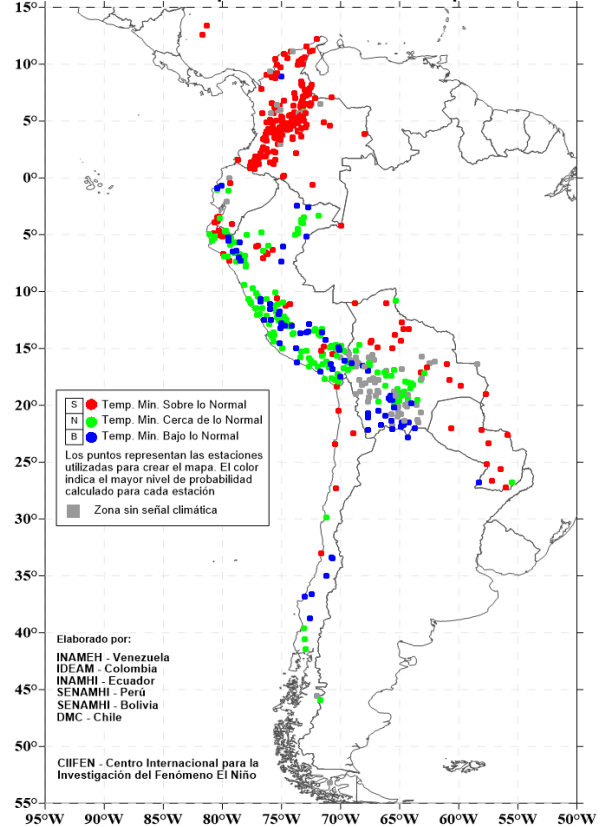 15°
10°
5°
0°
5°
10°
15°
20°
25°
30°
35°
40°
45°
50°
55°
S Temp. Min. Sobre lo Normal
N Temp. Min. Cerca de lo Normal
B Temp. Min. Bajo lo Normal
Los puntos representan las estaciones
utilizadas para crear el mapa. El color
indica el mayor nivel de probabilidad
calculado para cada estación
Zona sin señal climática
Elaborado por:
INAMEH - Venezuela
IDEAM - Colombia
INAMHI - Ecuador
SENAMHI - Perú
SENAMHI - Bolivia
DMC - Chile
CIIFEN - Centro Internacional para la
Investigación del Fenómeno El Niño
95°W 90°W 85°W 80°W 75°W 70°W 65°W 60°W 55°W 50°W